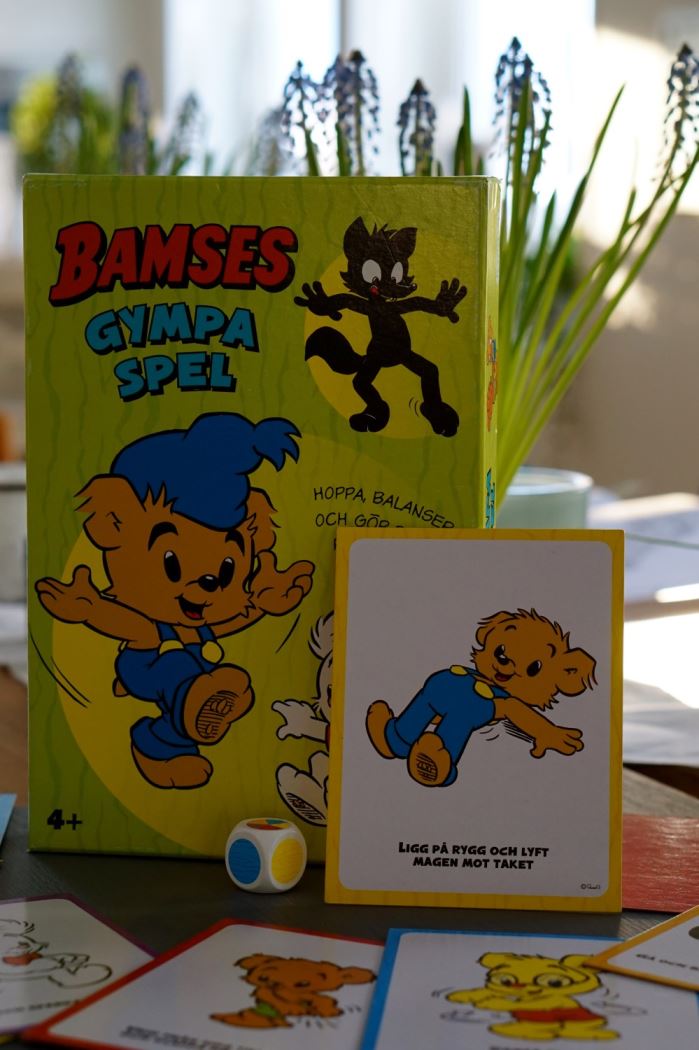 BAMSES
GYMPA
SPEL
HOPPA, BALANSER
OCH GÖR
4+
LIGG PÅ RYGG OCH LYFT
MAGEN MOT TAKET